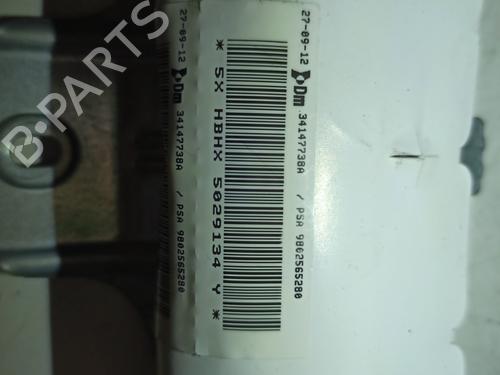 27-09-12 Dm 34147738A / PSA 9802565280
* 5X HBHX 5029134 Y *
27-09-12 Dm 34147738A / PSA 9802565280
B-PARTS